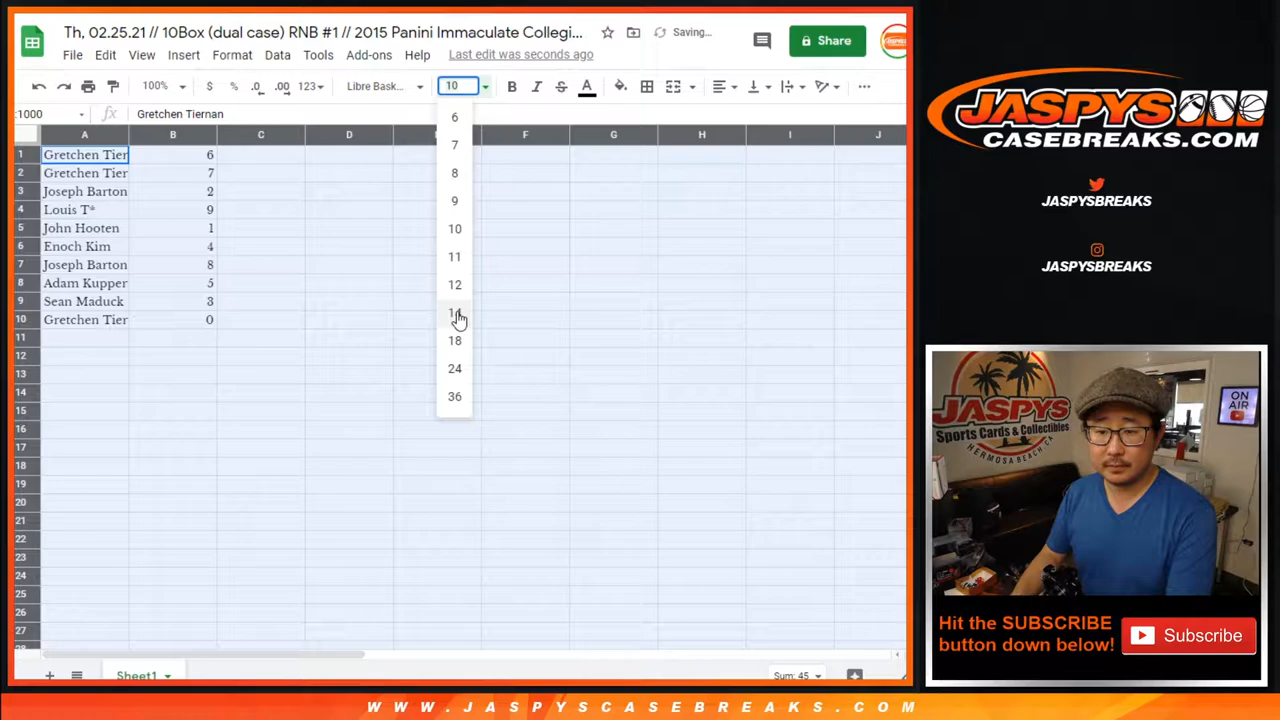 Th, 02.25.21 // 10Box (dual case) RNB #1 // 2015 Panini Immaculate Collegi...
Saving...
Share
File Edit View Insert Format Data Tools Add-ons Help Last edit was seconds ago
100% $ % .0 .00 123 Libre Bask... 10 B I S A
:1000 fx Gretchen Tiernan
A B C D F G H I J
1 Gretchen Tier 6
2 Gretchen Tier 7
3 Joseph Barton 2
4 Louis T* 9
5 John Hooten 1
6 Enoch Kim 4
7 Joseph Barton 8
8 Adam Kupper 5
9 Sean Maduck 3
10 Gretchen Tier 0
11
12
13
14
15
16
17
18
19
20
21
22
23
24
25
26
27
6
7
8
9
10
11
12
14
18
24
36
Sheet1
Sum: 45
JASPYS
CASEBREAKS.COM
JASPYSBREAKS
JASPYSBREAKS
JASPYS
Sports Cards & Collectibles
HERMOSA BEACH, CA
ON AIR
Hit the SUBSCRIBE
button down below!
Subscribe
WWW.JASPYSCASEBREAKS.COM